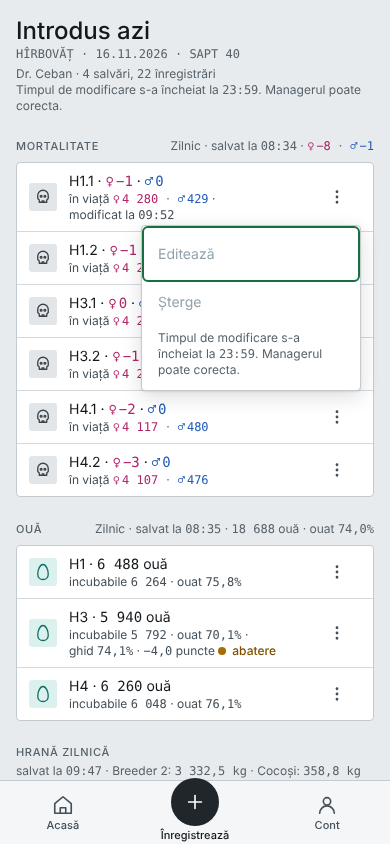 Introdus azi
HÎRBOVĂȚ · 16.11.2026 · SAPT 40
Dr. Ceban · 4 salvări, 22 înregistrări
Timpul de modificare s-a încheiat la 23:59. Managerul poate
corecta.
MORTALITATE Zilnic · salvat la 08:34 · ♀−8 · ♂−1
H1.1 · ♀−1 · ♂0
în viață ♀4 280 · ♂429 ·
modificat la 09:52
H1.2 · ♀−1
în viață ♀4 2
Editează
H3.1 · ♀0 ·
în viață ♀4 2
Șterge
H3.2 · ♀−1
în viață ♀4 2
Timpul de modificare s-a
încheiat la 23:59. Managerul
poate corecta.
H4.1 · ♀−2 · ♂0
în viață ♀4 117 · ♂480
H4.2 · ♀−3 · ♂0
în viață ♀4 107 · ♂476
OUĂ Zilnic · salvat la 08:35 · 18 688 ouă · ouat 74,0%
H1 · 6 488 ouă
incubabile 6 264 · ouat 75,8%
H3 · 5 940 ouă
incubabile 5 792 · ouat 70,1% ·
ghid 74,1% · −4,0 puncte abatere
H4 · 6 260 ouă
incubabile 6 048 · ouat 76,1%
HRANĂ ZILNICĂ
salvat la 09:47 · Breeder 2: 3 332,5 kg · Cocoși: 358,8 kg
Acasă
Înregistrează
Cont